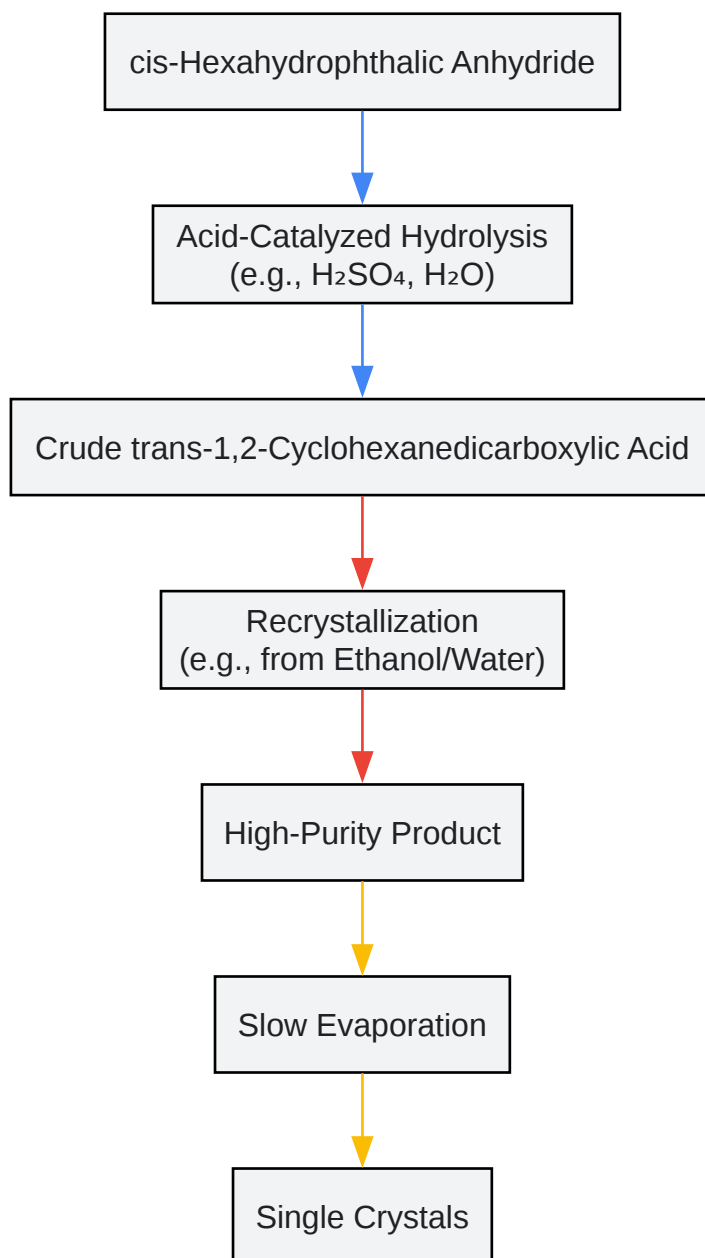 cis-Hexahydrophthalic Anhydride
Acid-Catalyzed Hydrolysis
(e.g., H₂SO₄, H₂O)
Crude trans-1,2-Cyclohexanedicarboxylic Acid
Recrystallization
(e.g., from Ethanol/Water)
High-Purity Product
Slow Evaporation
Single Crystals